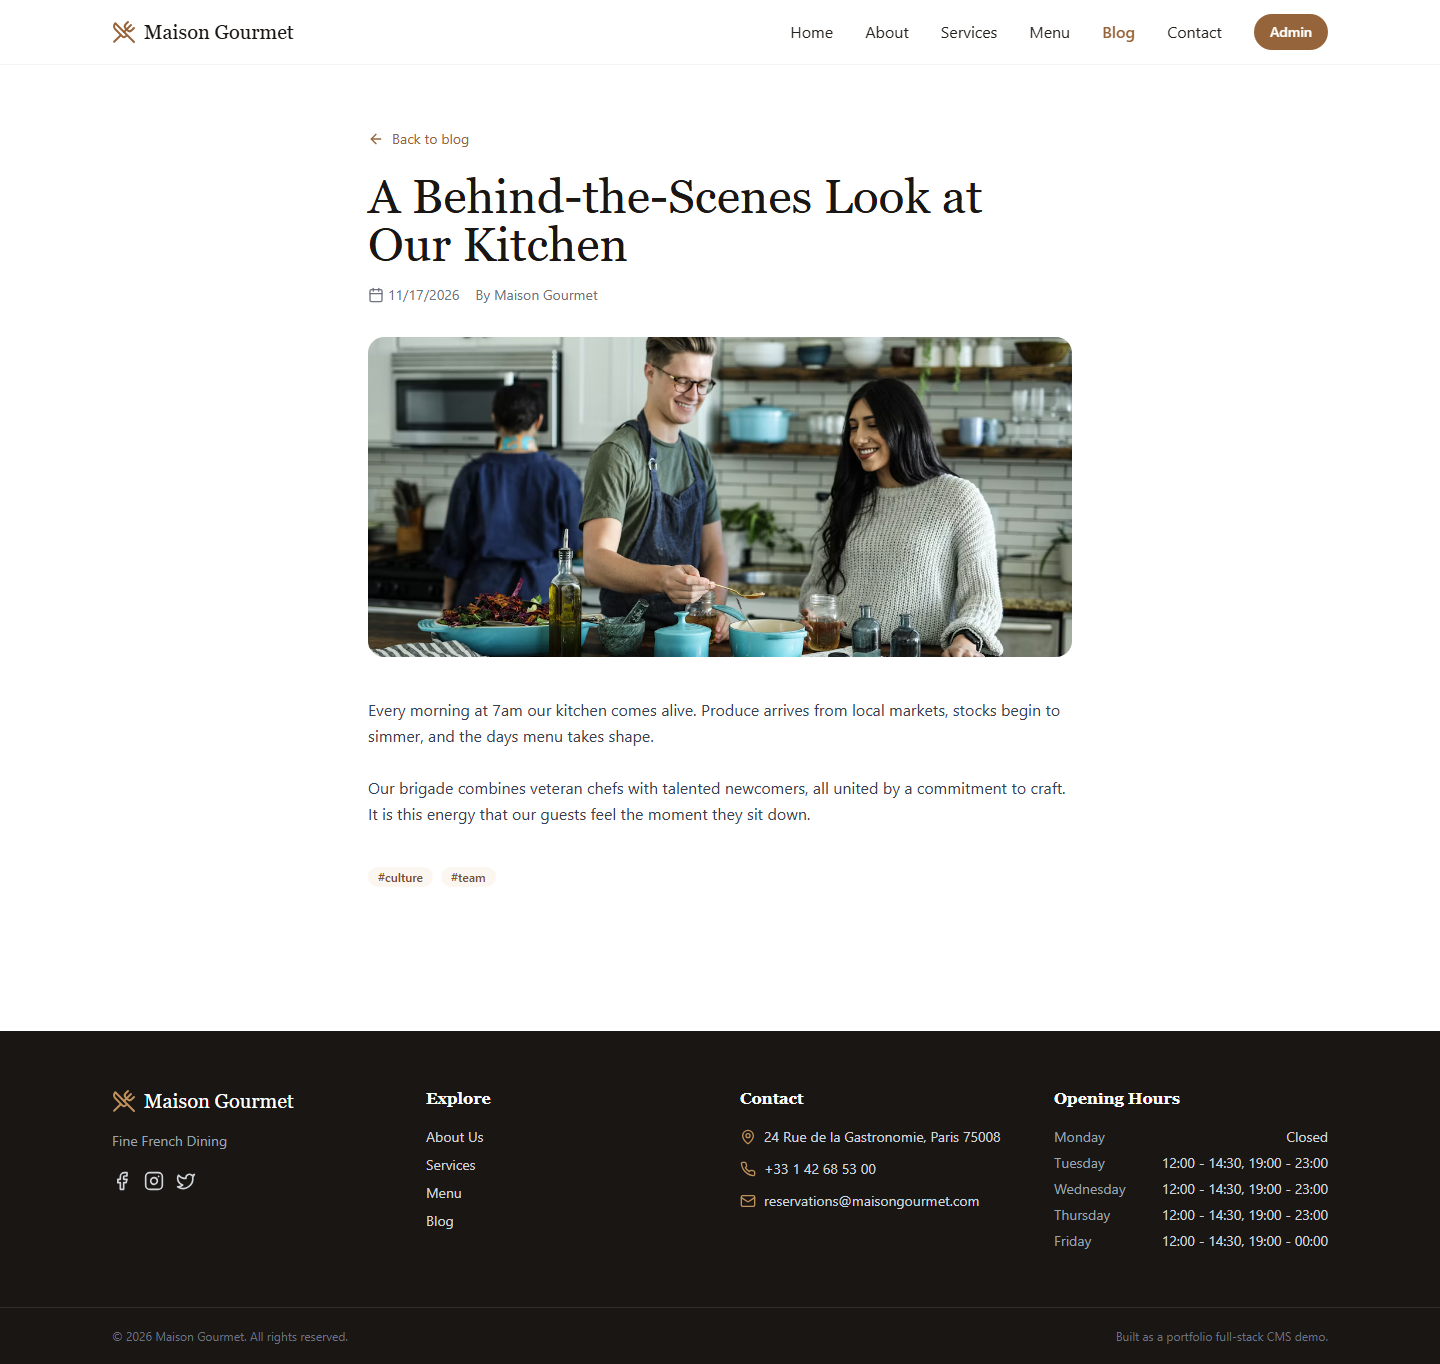 Maison Gourmet
Home
About
Services
Menu
Blog
Contact
Admin
Back to blog
A Behind-the-Scenes Look at
Our Kitchen
11/17/2026
By Maison Gourmet
Every morning at 7am our kitchen comes alive. Produce arrives from local markets, stocks begin to
simmer, and the days menu takes shape.
Our brigade combines veteran chefs with talented newcomers, all united by a commitment to craft.
It is this energy that our guests feel the moment they sit down.
#culture
#team
Maison Gourmet
Fine French Dining
Explore
About Us
Services
Menu
Blog
Contact
24 Rue de la Gastronomie, Paris 75008
+33 1 42 68 53 00
reservations@maisongourmet.com
Opening Hours
Monday Closed
Tuesday 12:00 - 14:30, 19:00 - 23:00
Wednesday 12:00 - 14:30, 19:00 - 23:00
Thursday 12:00 - 14:30, 19:00 - 23:00
Friday 12:00 - 14:30, 19:00 - 00:00
© 2026 Maison Gourmet. All rights reserved.
Built as a portfolio full-stack CMS demo.